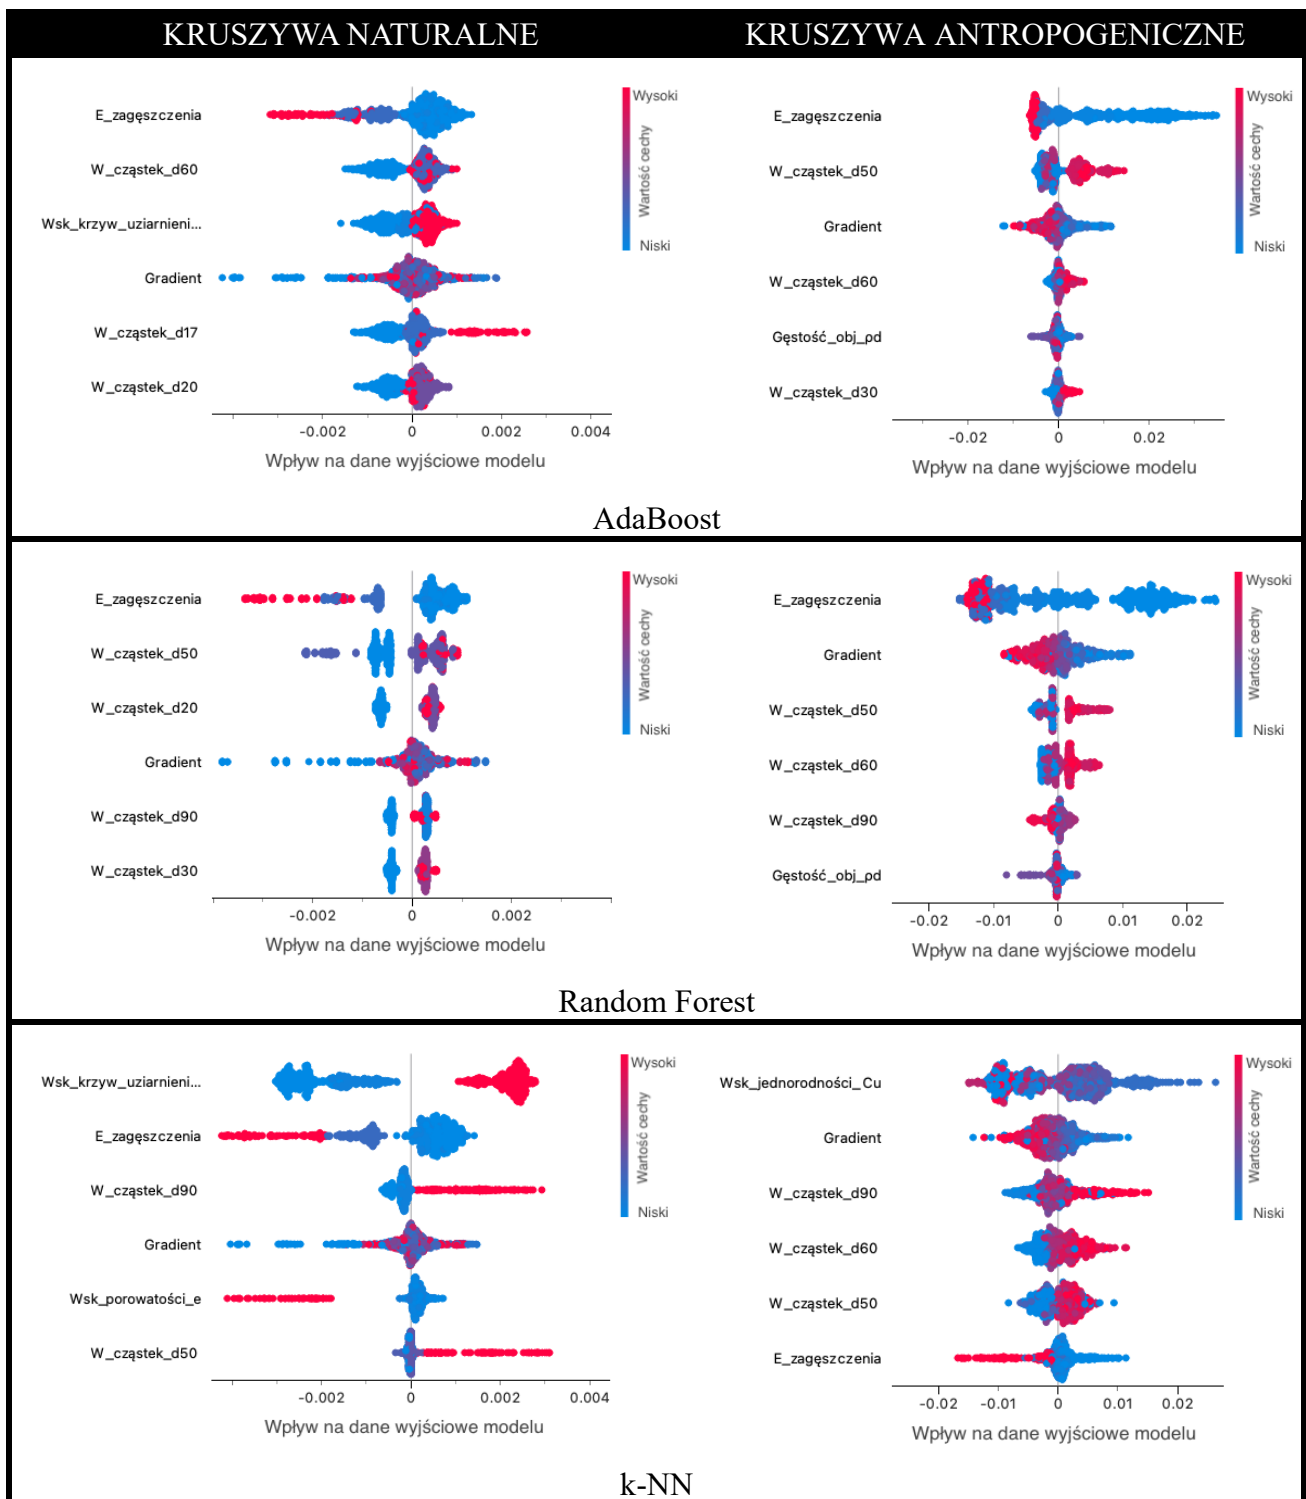 KRUSZYWA NATURALNE
KRUSZYWA ANTROPOGENICZNE
E_zagęszczenia
W_cząstek_d60
Wsk_krzyw_uziarnieni...
Gradient
W_cząstek_d17
W_cząstek_d20
-0.002 0 0.002 0.004
Wpływ na dane wyjściowe modelu
Wysoki
Wartość cechy
Niski
E_zagęszczenia
W_cząstek_d50
Gradient
W_cząstek_d60
Gęstość_obj_ρd
W_cząstek_d30
-0.02 0 0.02
Wpływ na dane wyjściowe modelu
Wysoki
Wartość cechy
Niski
AdaBoost
E_zagęszczenia
W_cząstek_d50
W_cząstek_d20
Gradient
W_cząstek_d90
W_cząstek_d30
-0.002 0 0.002
Wpływ na dane wyjściowe modelu
Wysoki
Wartość cechy
Niski
E_zagęszczenia
Gradient
W_cząstek_d50
W_cząstek_d60
W_cząstek_d90
Gęstość_obj_ρd
-0.02 -0.01 0 0.01 0.02
Wpływ na dane wyjściowe modelu
Wysoki
Wartość cechy
Niski
Random Forest
Wsk_krzyw_uziarnieni...
E_zagęszczenia
W_cząstek_d90
Gradient
Wsk_porowatości_e
W_cząstek_d50
-0.002 0 0.002 0.004
Wpływ na dane wyjściowe modelu
Wysoki
Wartość cechy
Niski
Wsk_jednorodności_Cu
Gradient
W_cząstek_d90
W_cząstek_d60
W_cząstek_d50
E_zagęszczenia
-0.02 -0.01 0 0.01 0.02
Wpływ na dane wyjściowe modelu
Wysoki
Wartość cechy
Niski
k-NN